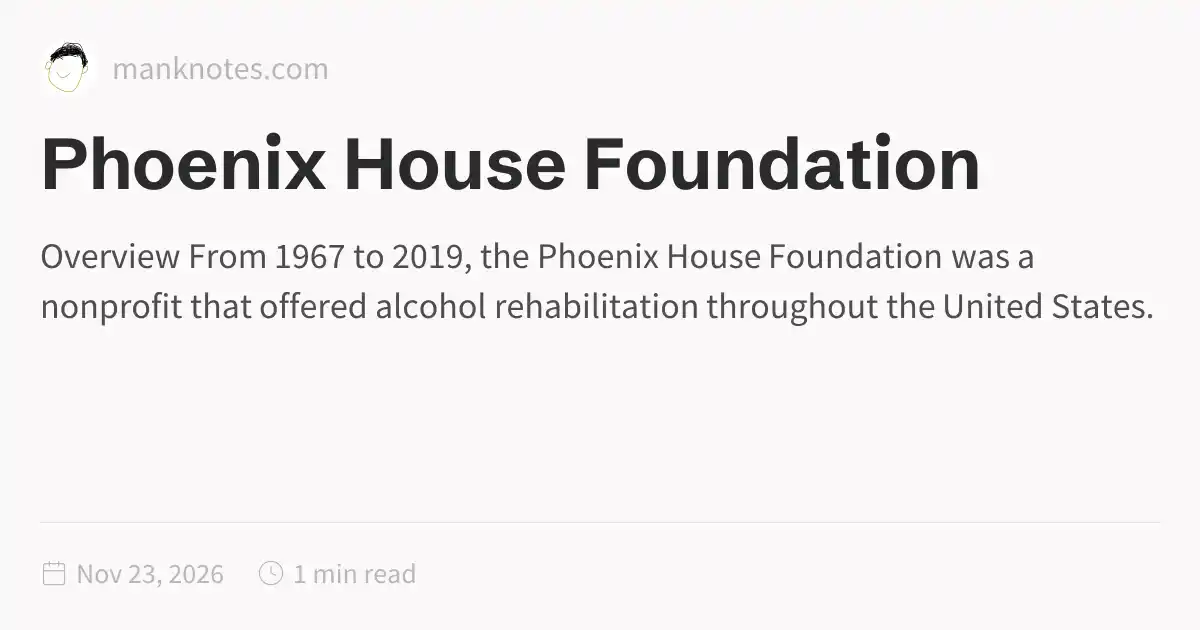 manknotes.com
Phoenix House Foundation
Overview From 1967 to 2019, the Phoenix House Foundation was a
nonprofit that offered alcohol rehabilitation throughout the United States.
Nov 23, 2026 1 min read